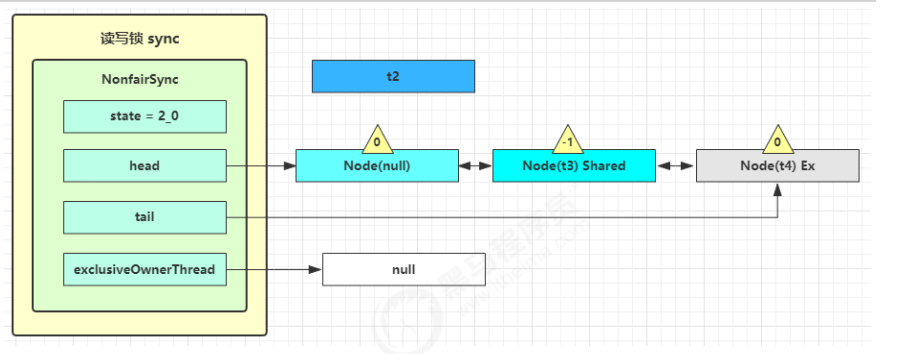 读写锁 sync
NonfairSync
t2
state = 2_0
0
-1
0
head
Node(null)
Node(t3) Shared
Node(t4) Ex
tail
exclusiveOwnerThread
null
黑马程序员
www.itheima.com